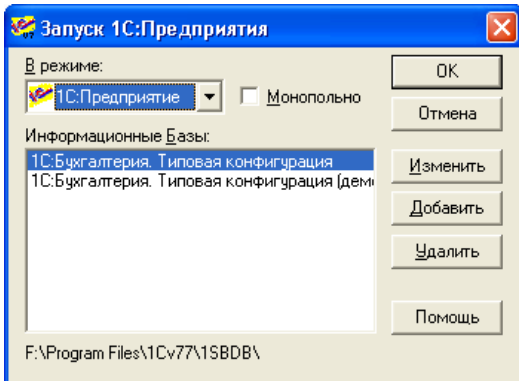 Запуск 1С:Предприятия
В режиме:
1С:Предприятие
Монопольно
ОК
Отмена
Информационные Базы:
1С:Бухгалтерия. Типовая конфигурация
1С:Бухгалтерия. Типовая конфигурация (демо
Изменить
Добавить
Удалить
Помощь
F:\Program Files\1Cv77\1SBDB\